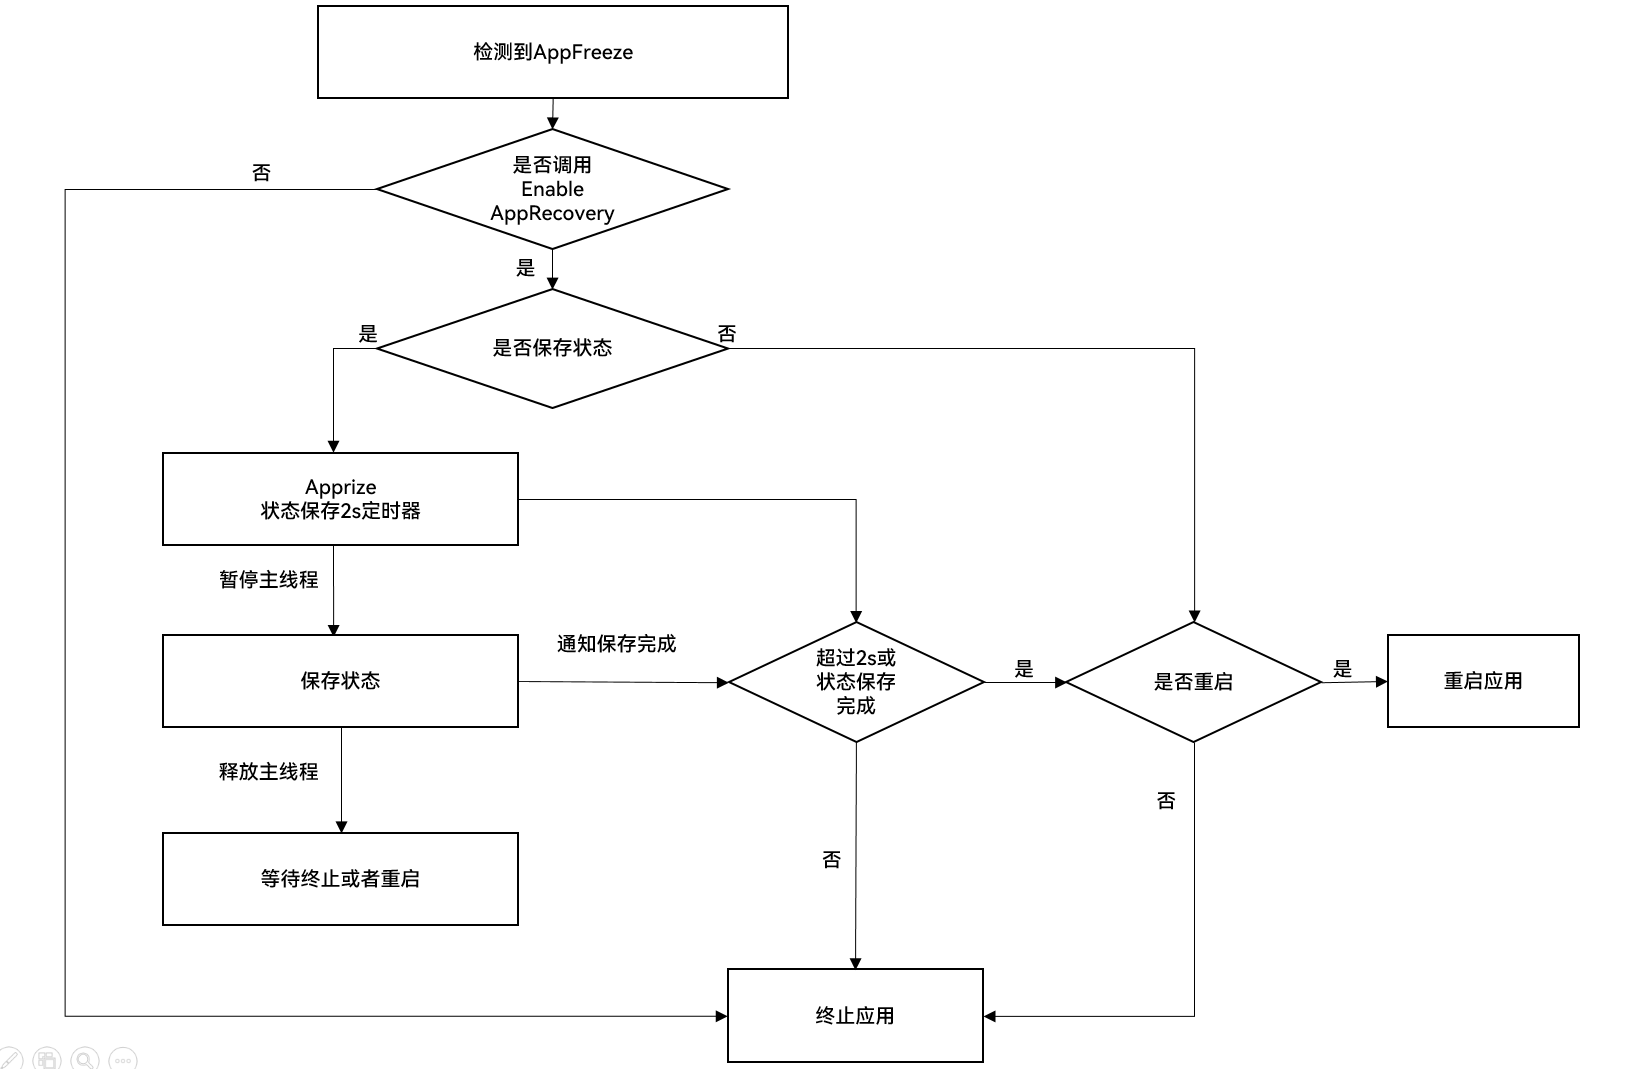 检测到AppFreeze
否
是否调用
Enable
AppRecovery
是
是
是否保存状态
否
Apprize
状态保存2s定时器
暂停主线程
保存状态
通知保存完成
超过2s或
状态保存
完成
是
是否重启
是
重启应用
释放主线程
否
否
等待终止或者重启
终止应用